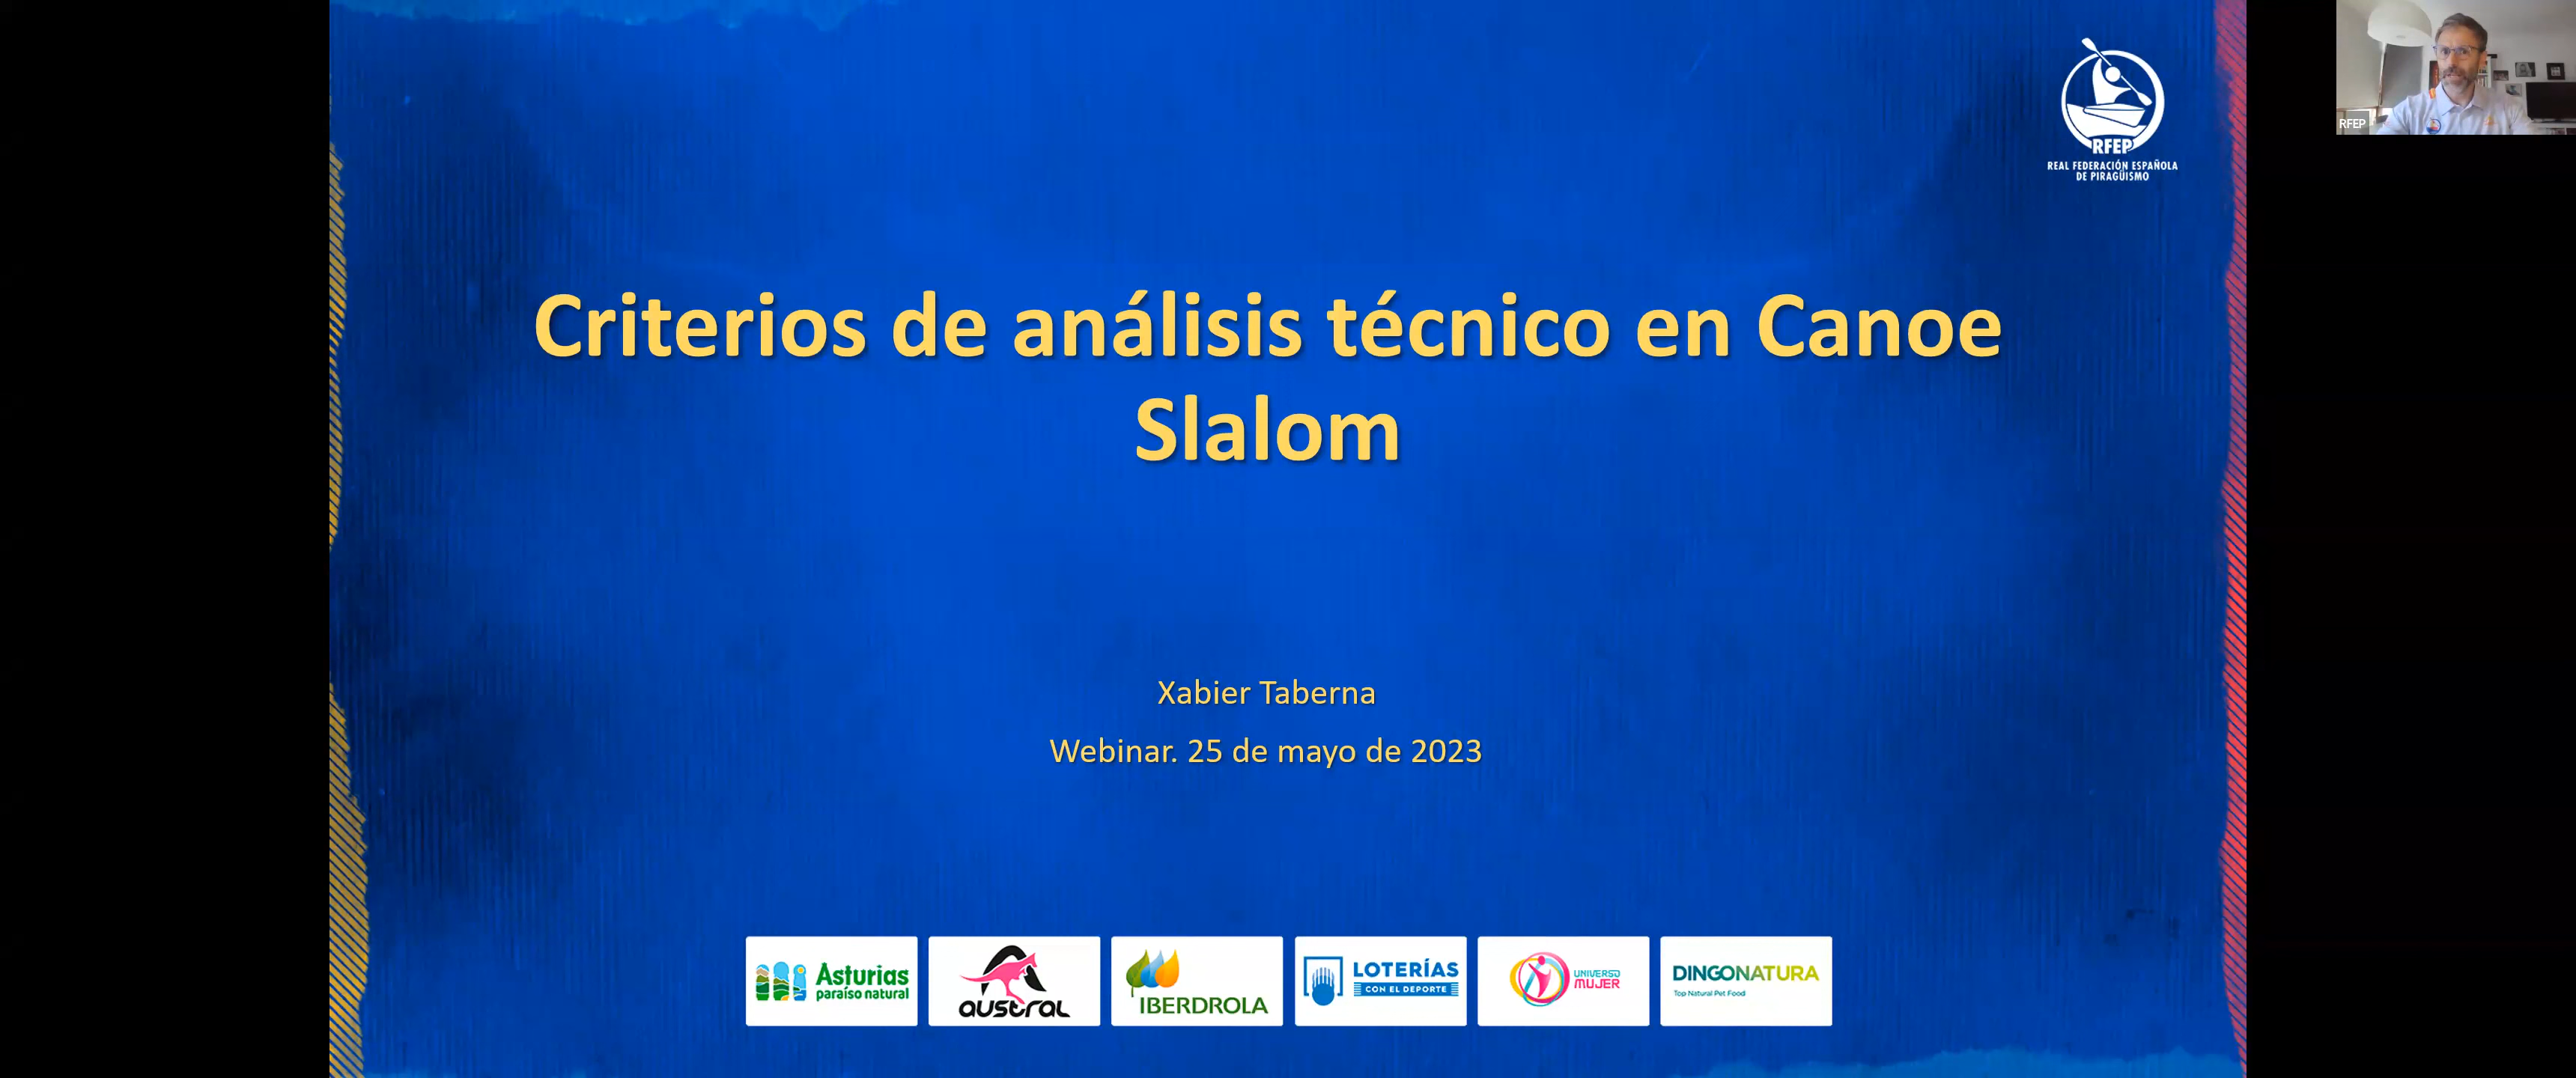 RFEP
REAL FEDERACIÓN ESPAÑOLA
DE PIRAGÜISMO
RFEP
Criterios de análisis técnico en Canoe
Slalom
Xabier Taberna
Webinar. 25 de mayo de 2023
Asturias
paraíso natural
austral
IBERDROLA
LOTERÍAS
CON EL DEPORTE
UNIVERSO
MUJER
DINGONATURA
Top Natural Pet Food